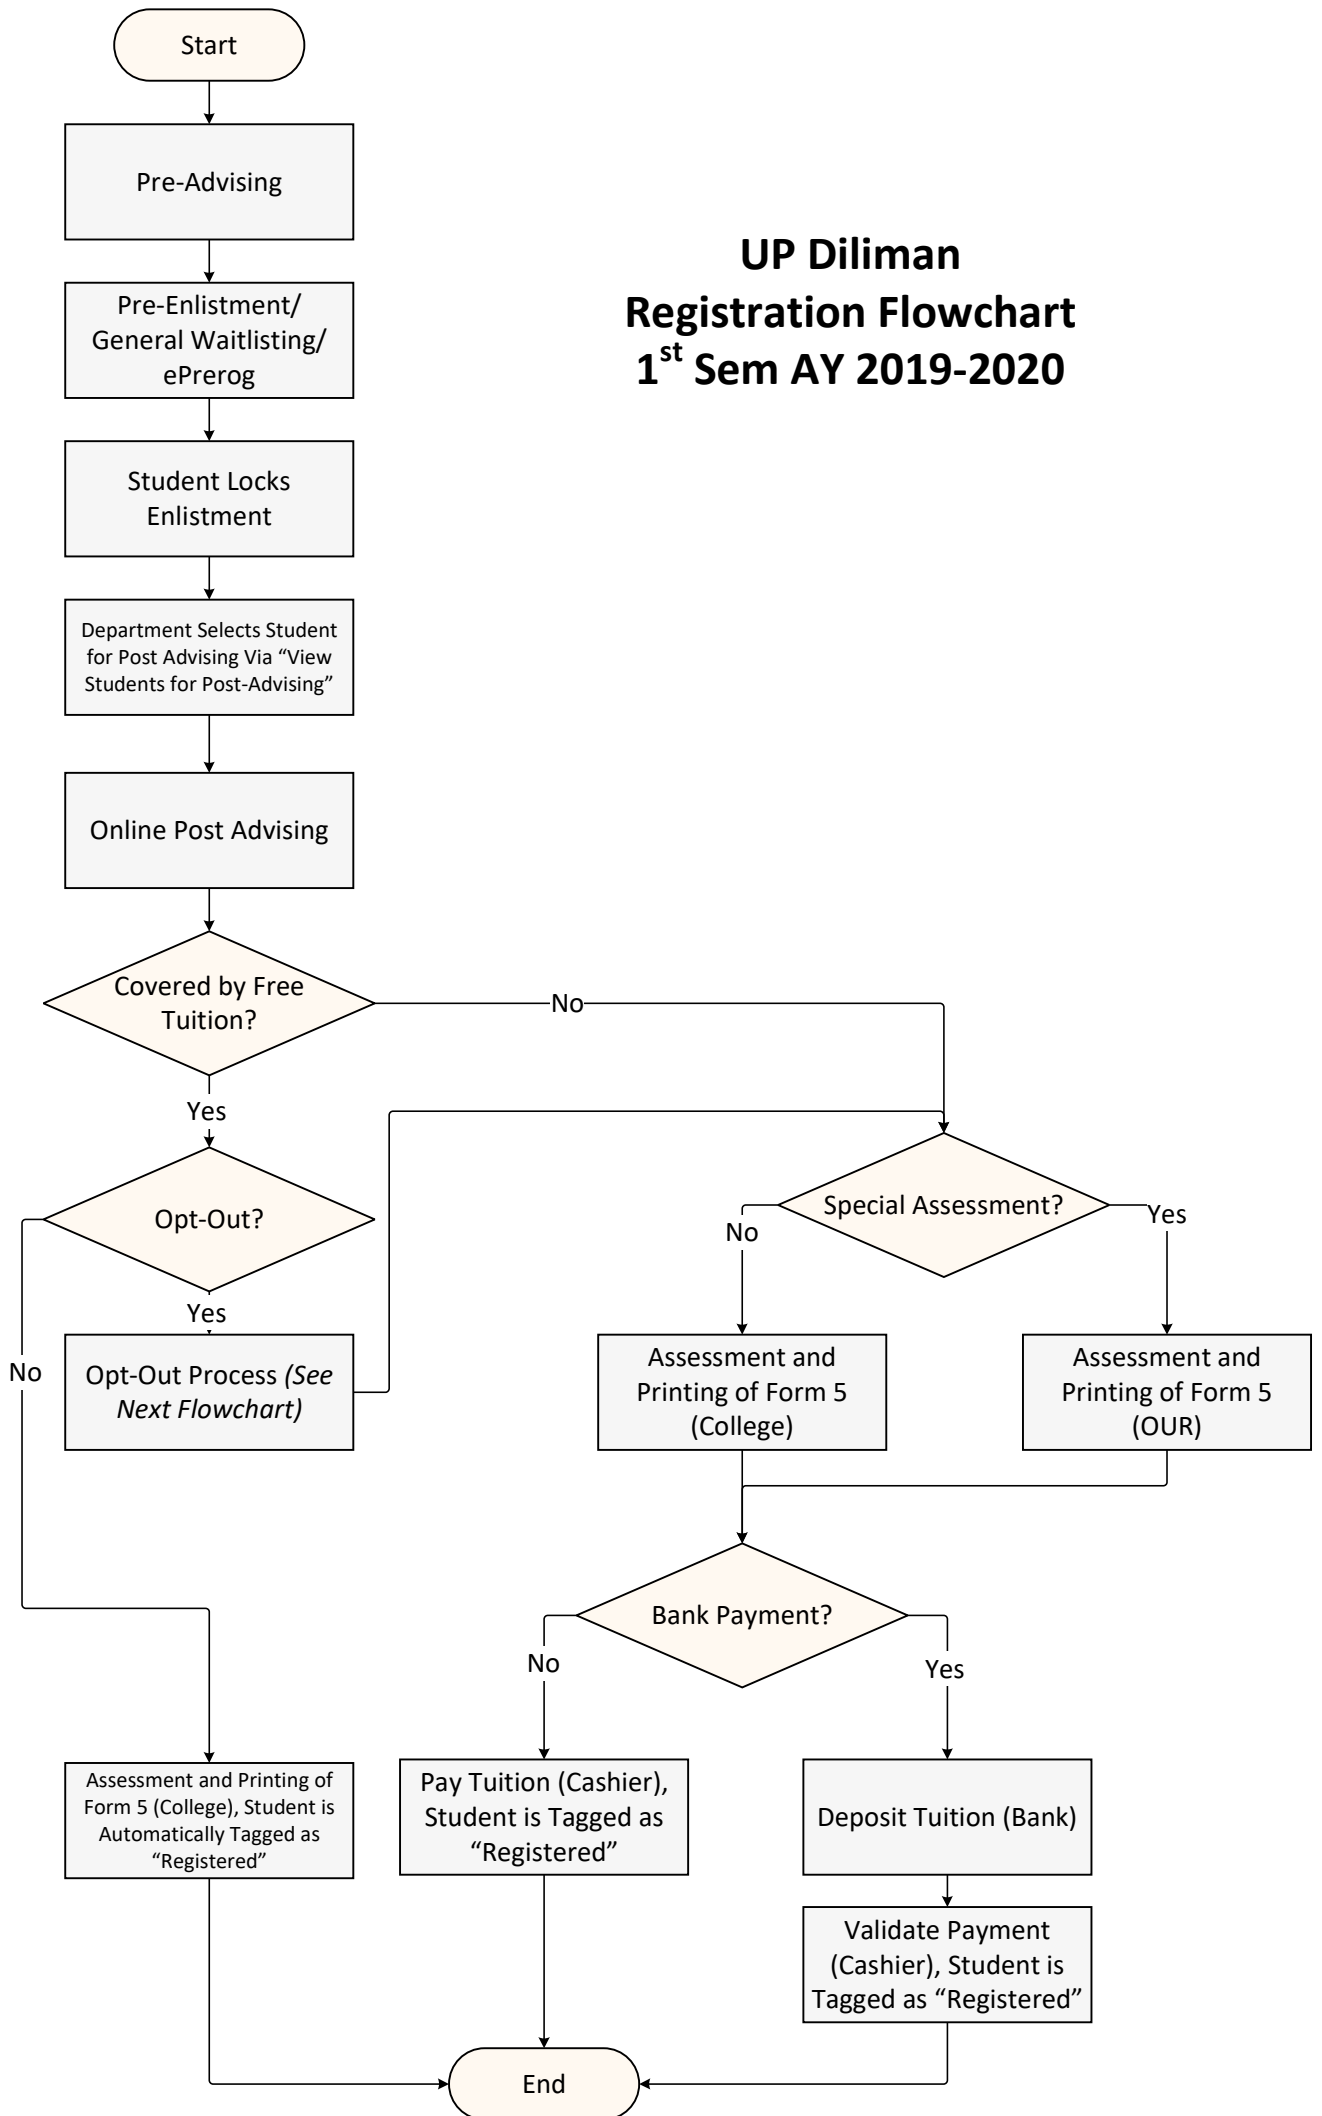 Start
Pre-Advising
UP Diliman
Registration Flowchart
1st Sem AY 2019-2020
Pre-Enlistment/
General Waitlisting/
ePrerog
Student Locks
Enlistment
Department Selects Student
for Post Advising Via “View
Students for Post-Advising”
Online Post Advising
Covered by Free
Tuition?
No
Yes
Opt-Out?
Special Assessment?
No
Yes
Yes
No
Opt-Out Process (See
Next Flowchart)
Assessment and
Printing of Form 5
(College)
Assessment and
Printing of Form 5
(OUR)
Bank Payment?
No
Yes
Assessment and Printing of
Form 5 (College), Student is
Automatically Tagged as
“Registered”
Pay Tuition (Cashier),
Student is Tagged as
“Registered”
Deposit Tuition (Bank)
Validate Payment
(Cashier), Student is
Tagged as “Registered”
End